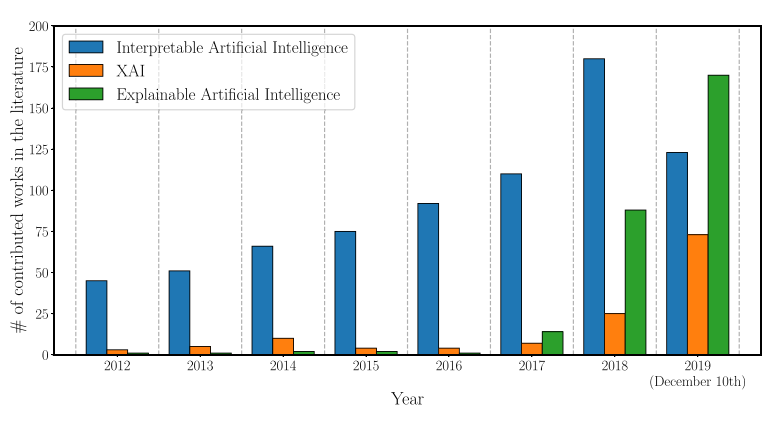 Interpretable Artificial Intelligence
XAI
Explainable Artificial Intelligence
# of contributed works in the literature
200
175
150
125
100
75
50
25
0
2012 2013 2014 2015 2016 2017 2018 2019
(December 10th)
Year